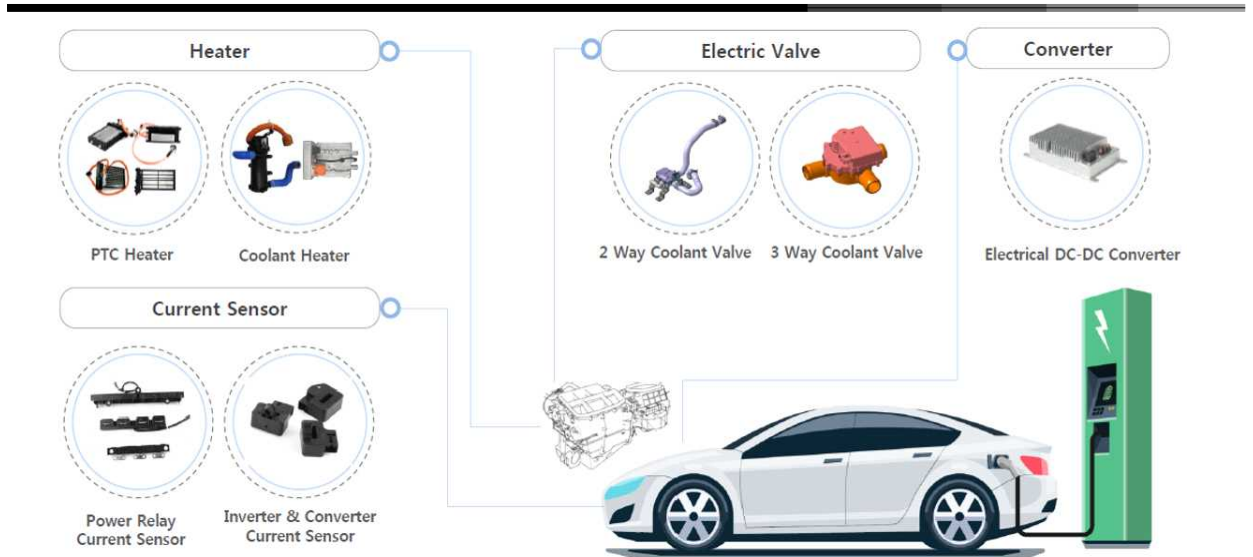 Heater
Electric Valve
Converter
PTC Heater
Coolant Heater
2 Way Coolant Valve
3 Way Coolant Valve
Electrical DC-DC Converter
Current Sensor
Power Relay
Current Sensor
Inverter & Converter
Current Sensor